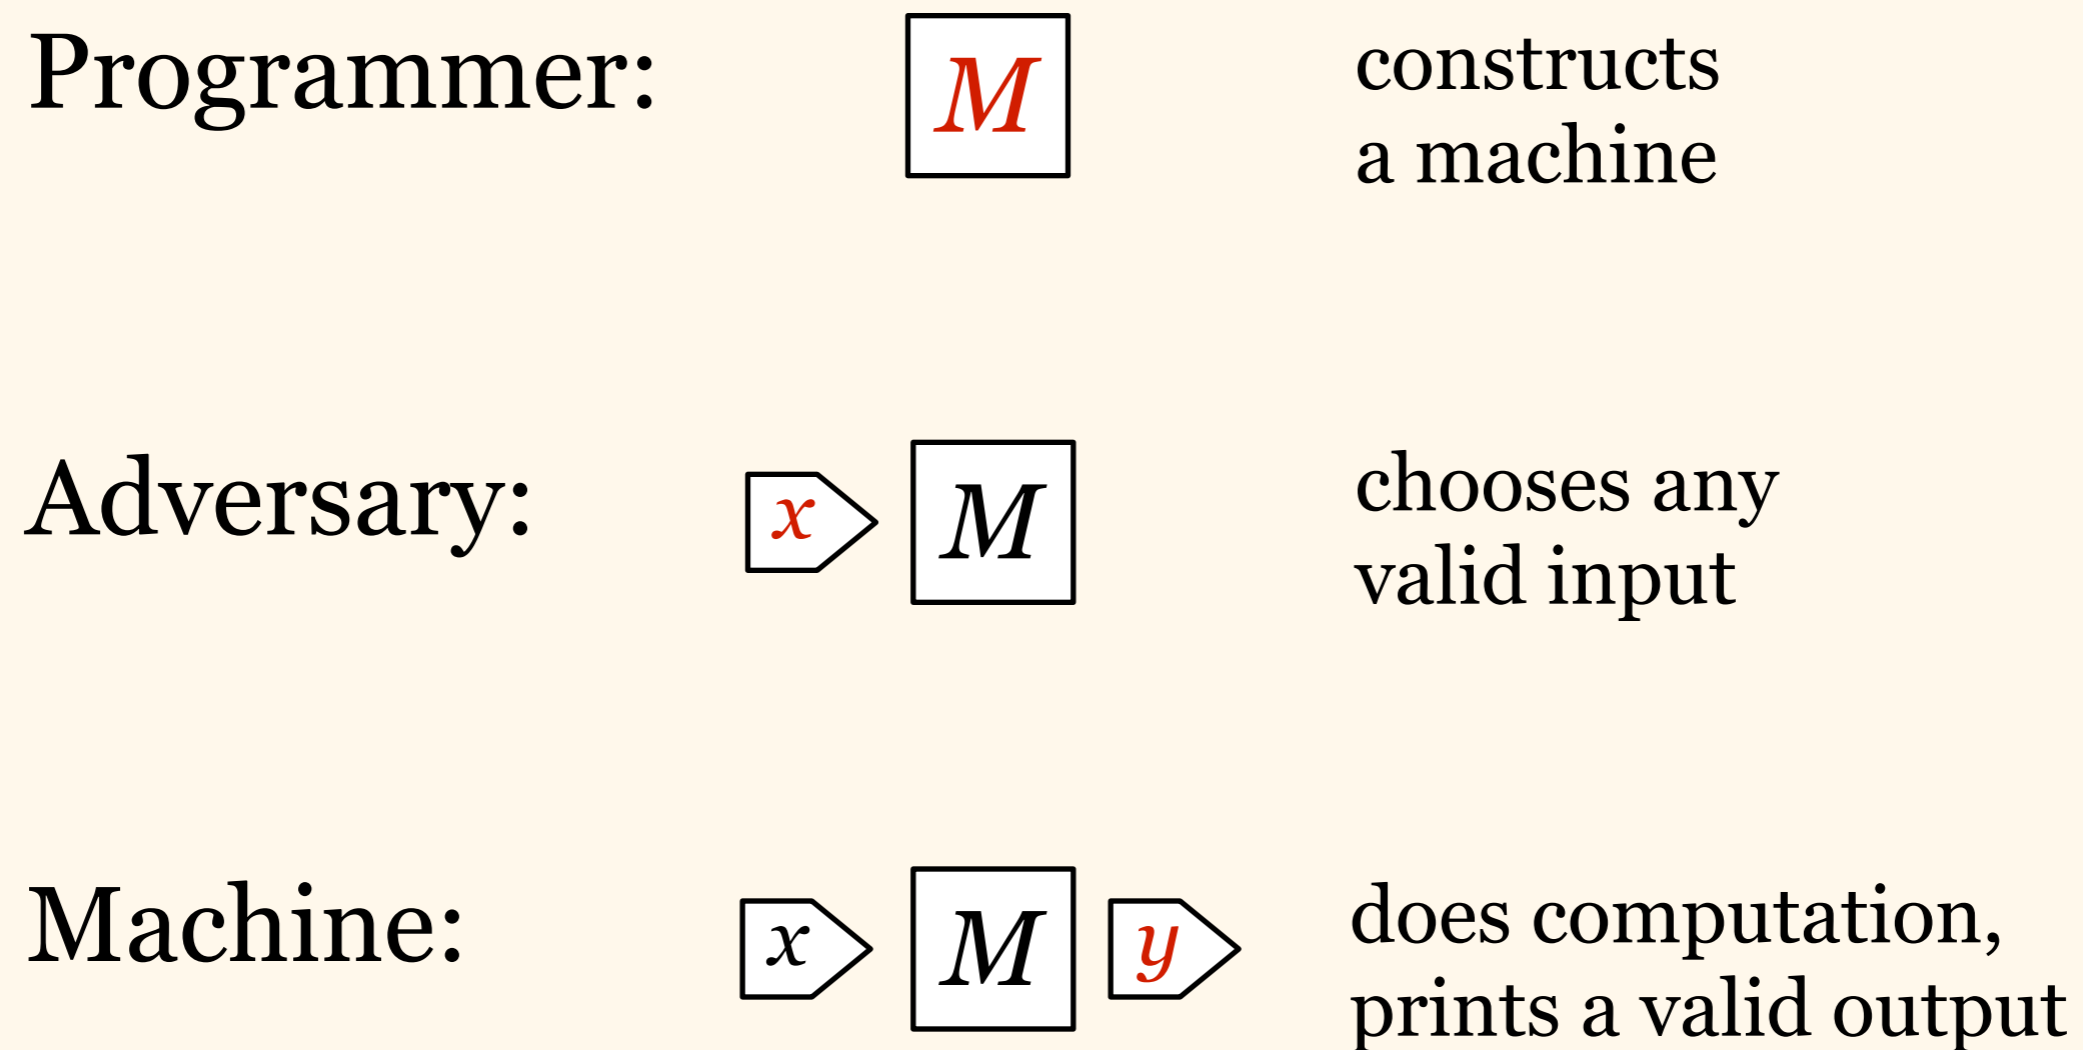 Programmer:
M
constructs
a machine
Adversary:
x
M
chooses any
valid input
Machine:
x
M
y
does computation,
prints a valid output